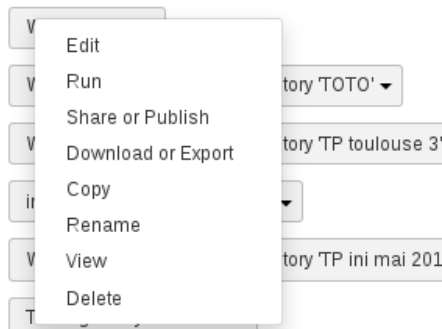 Edit
Run
tory 'TOTO'
Share or Publish
tory 'TP toulouse 3'
Download or Export
Copy
Rename
View
tory 'TP ini mai 201
Delete